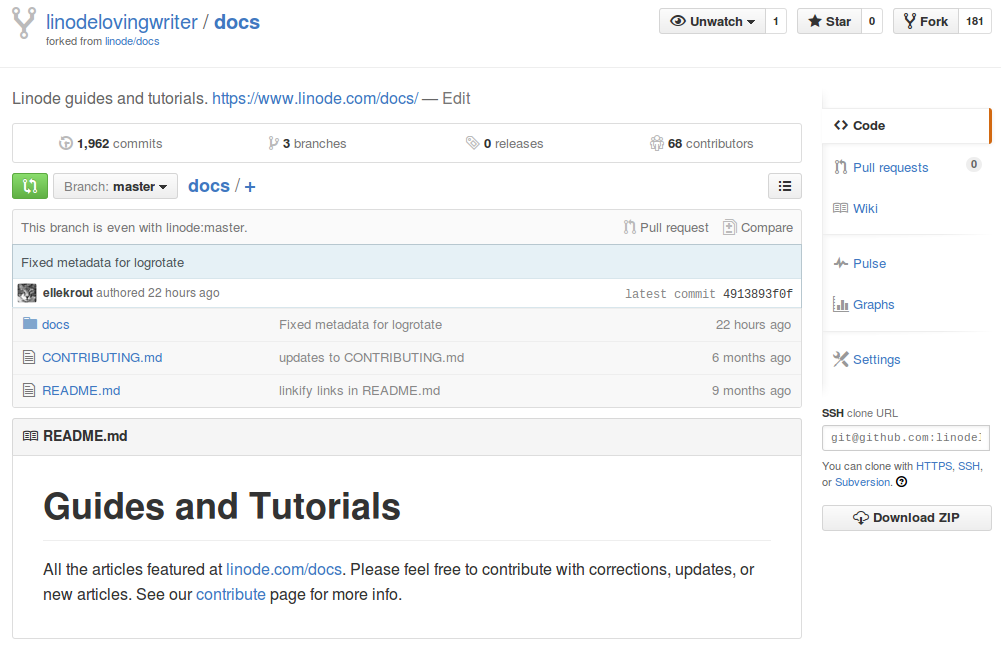 linodelovingwriter / docs
forked from linode/docs
Unwatch 1 Star 0 Fork 181
Linode guides and tutorials. https://www.linode.com/docs/ — Edit
1,962 commits 3 branches 0 releases 68 contributors
Branch: master docs / +
This branch is even with linode:master. Pull request Compare
Fixed metadata for logrotate
ellekrout authored 22 hours ago latest commit 4913893f0f
docs Fixed metadata for logrotate 22 hours ago
CONTRIBUTING.md updates to CONTRIBUTING.md 6 months ago
README.md linkify links in README.md 9 months ago
README.md
Guides and Tutorials
All the articles featured at linode.com/docs. Please feel free to contribute with corrections, updates, or
new articles. See our contribute page for more info.
Code
Pull requests 0
Wiki
Pulse
Graphs
Settings
SSH clone URL
git@github.com:linode
You can clone with HTTPS, SSH,
or Subversion.
Download ZIP